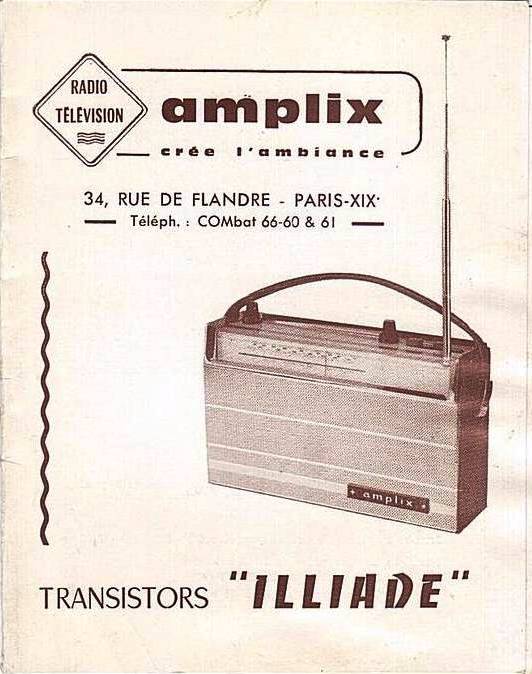 RADIO
TÉLÉVISION
amplix
crée l'ambiance
34, RUE DE FLANDRE - PARIS-XIX·
Téléph. : COMbat 66-60 & 61
amplix
TRANSISTORS "ILLIADE"